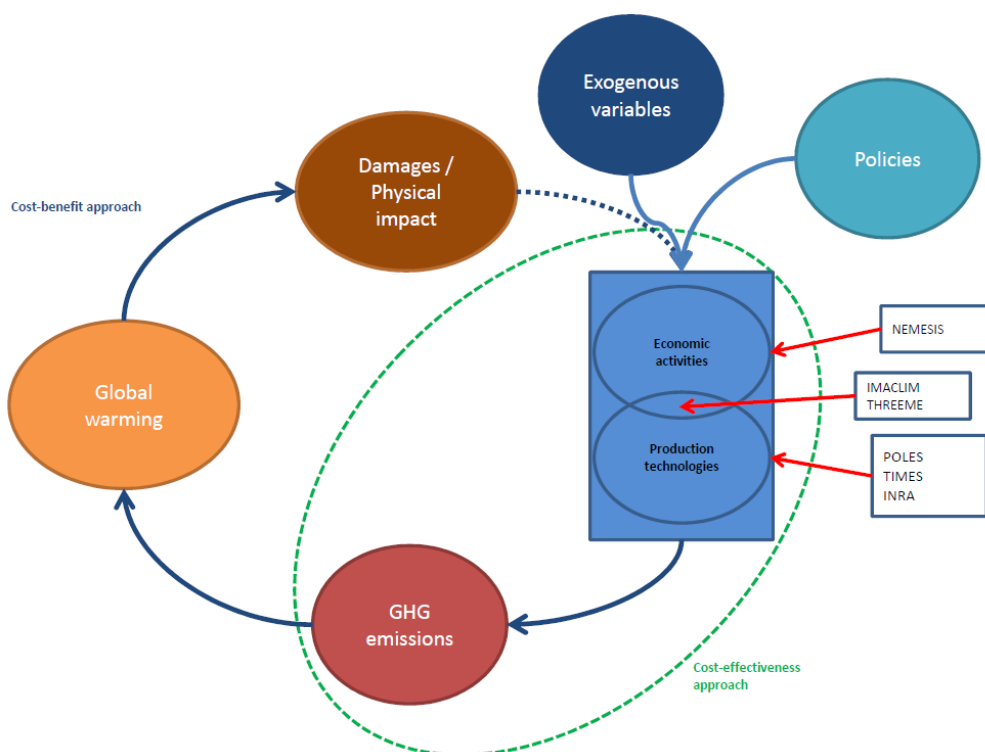 Exogenous
variables
Policies
Damages /
Physical
impact
Cost-benefit approach
Global
warming
Economic
activities
Production
technologies
NEMESIS
IMACLIM
THREEME
POLES
TIMES
INRA
GHG
emissions
Cost-effectiveness
approach